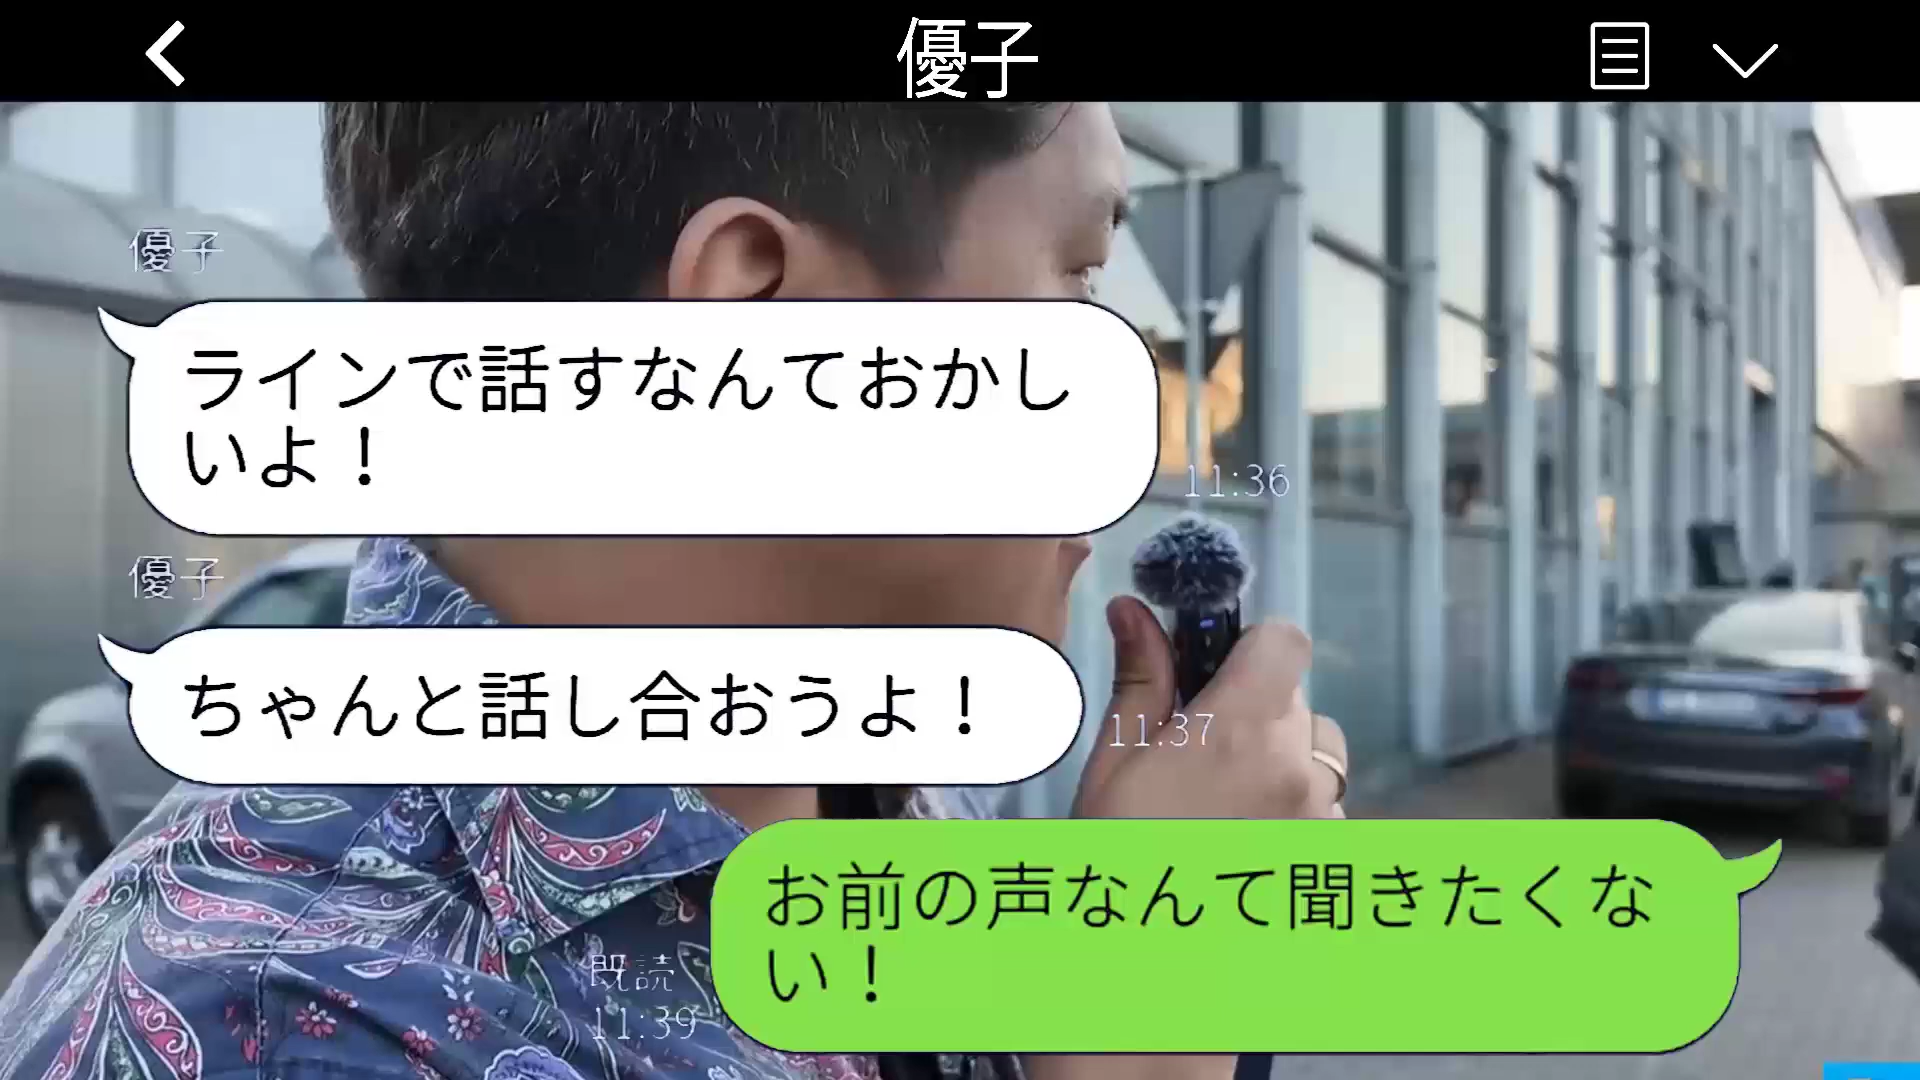 優子
優子
ラインで話すなんておかし
いよ！
11:36
優子
ちゃんと話し合おうよ！
11:37
お前の声なんて聞きたくな
い！
既読
11:39